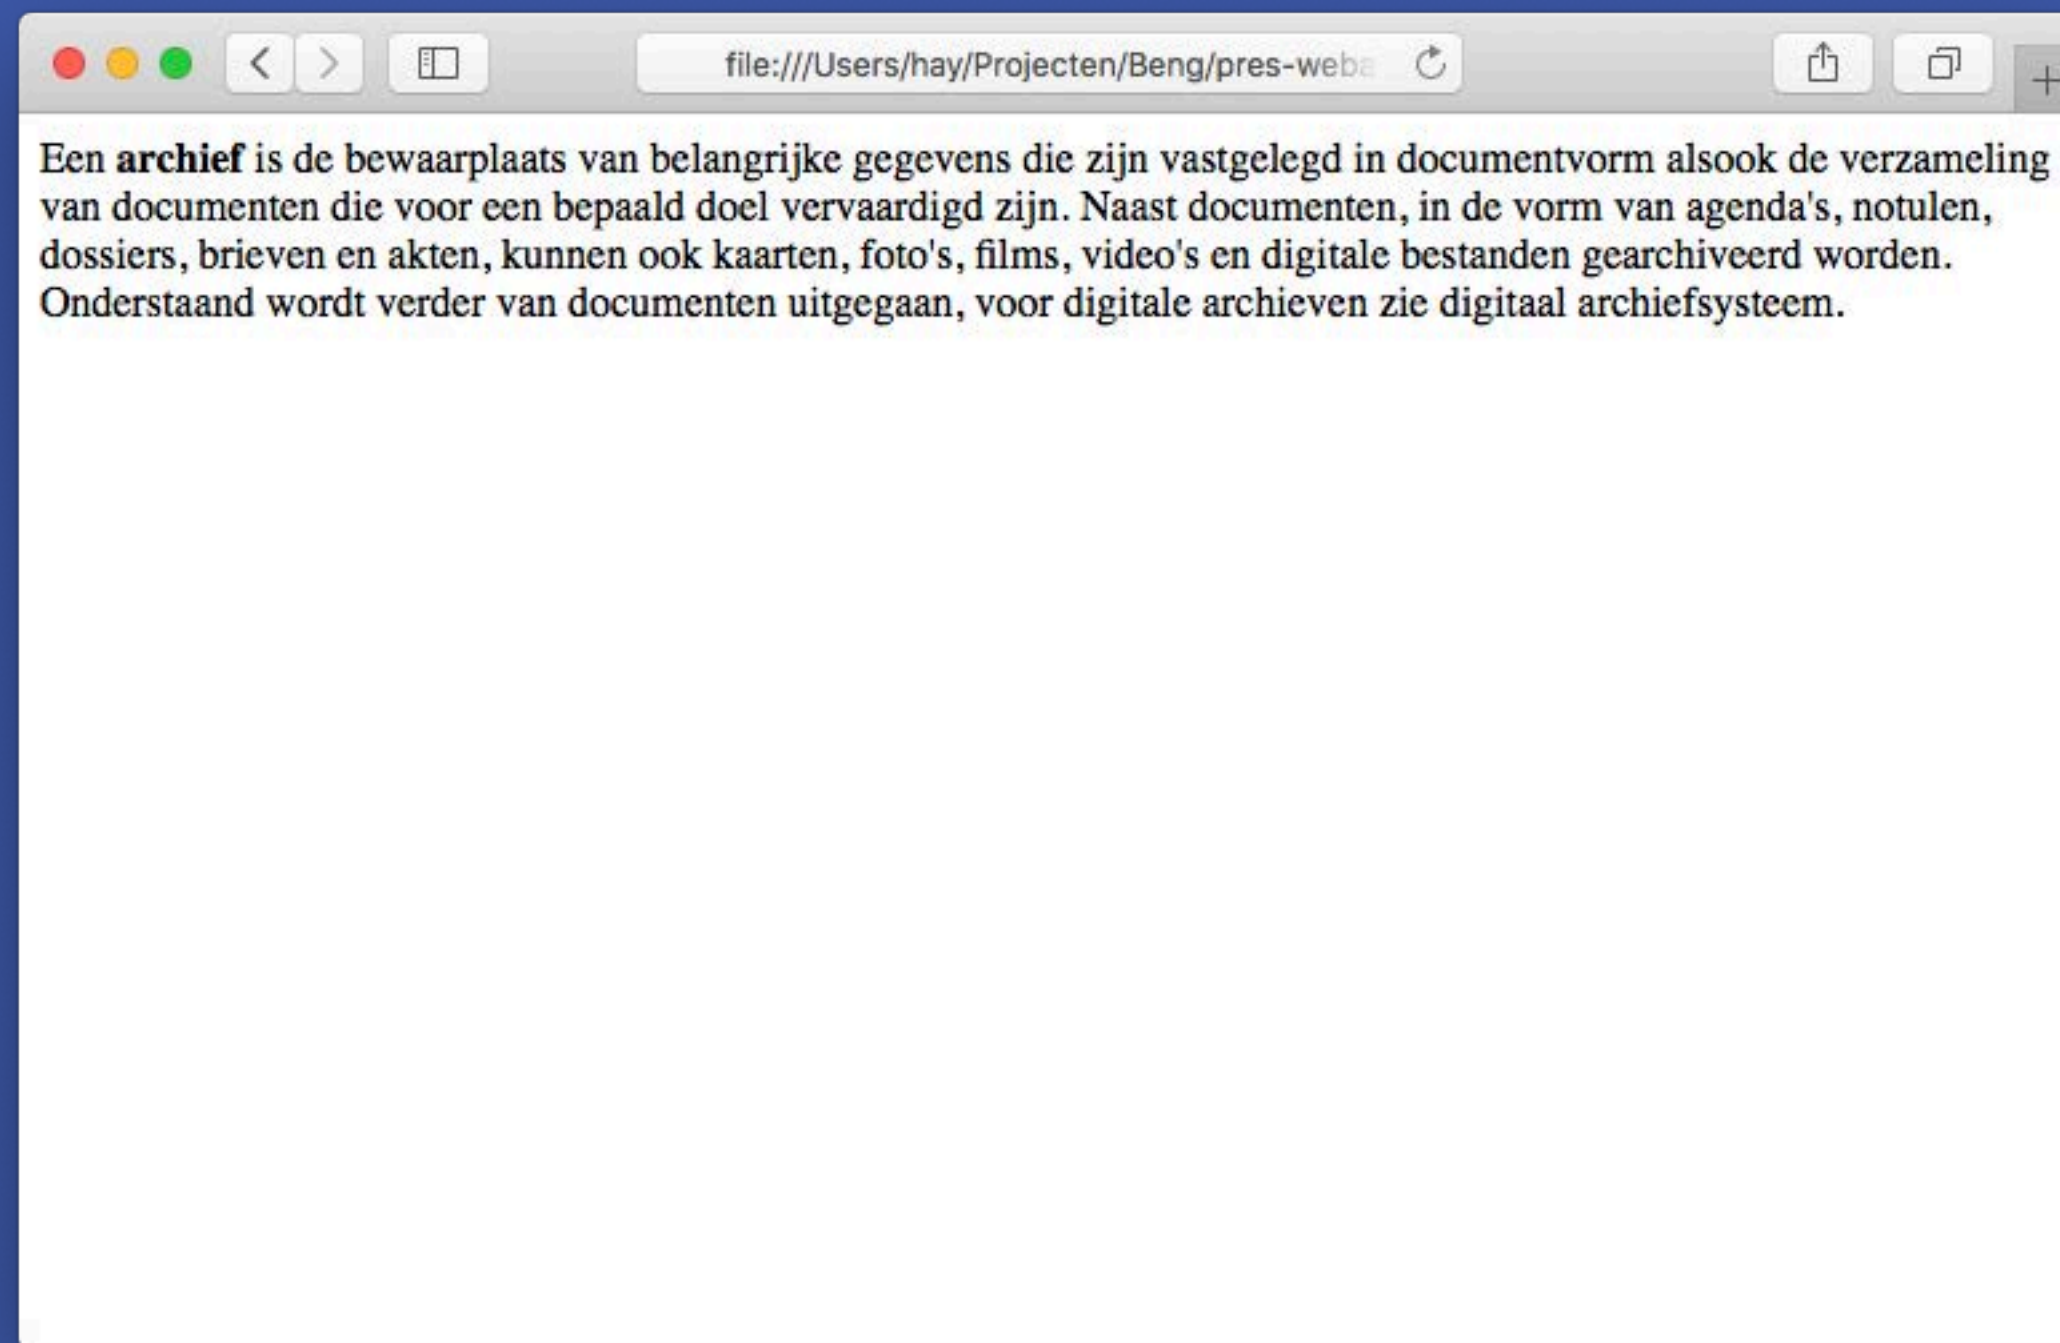 file:///Users/hay/Projecten/Beng/pres-weba
Een archief is de bewaarplaats van belangrijke gegevens die zijn vastgelegd in documentvorm alsook de verzameling
van documenten die voor een bepaald doel vervaardigd zijn. Naast documenten, in de vorm van agenda's, notulen,
dossiers, brieven en akten, kunnen ook kaarten, foto's, films, video's en digitale bestanden gearchiveerd worden.
Onderstaand wordt verder van documenten uitgegaan, voor digitale archieven zie digitaal archiefsysteem.